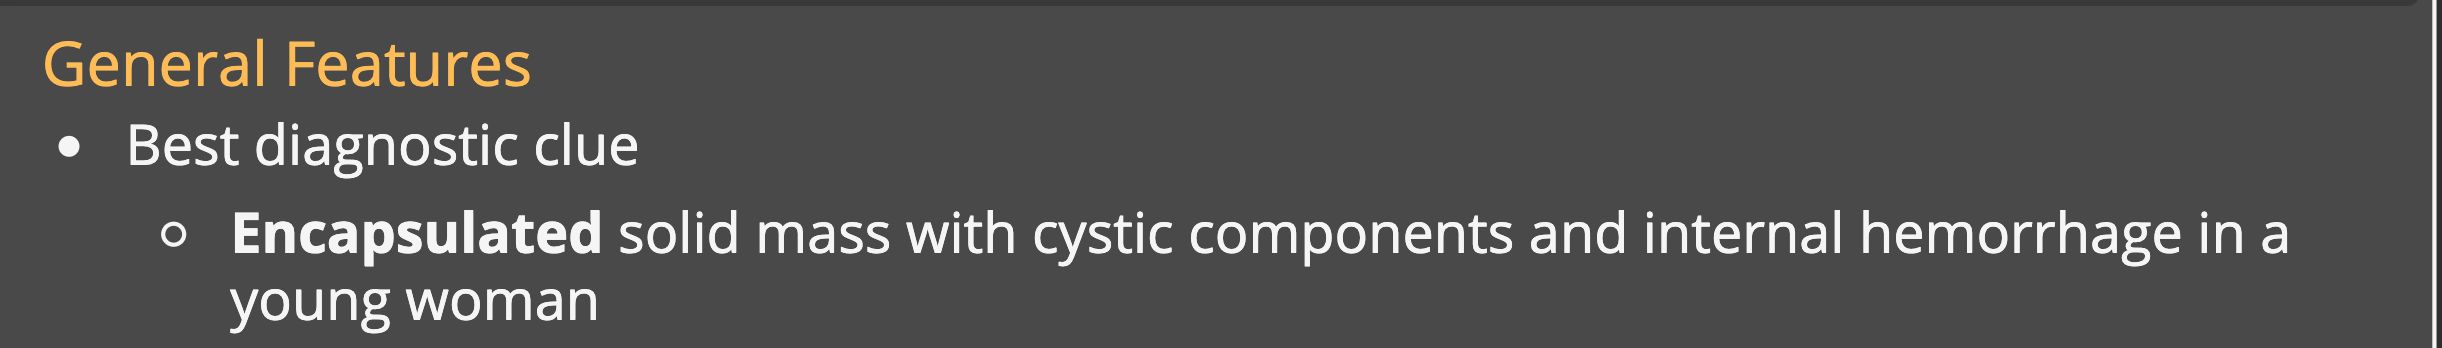 General Features
● Best diagnostic clue
○ Encapsulated solid mass with cystic components and internal hemorrhage in a
young woman